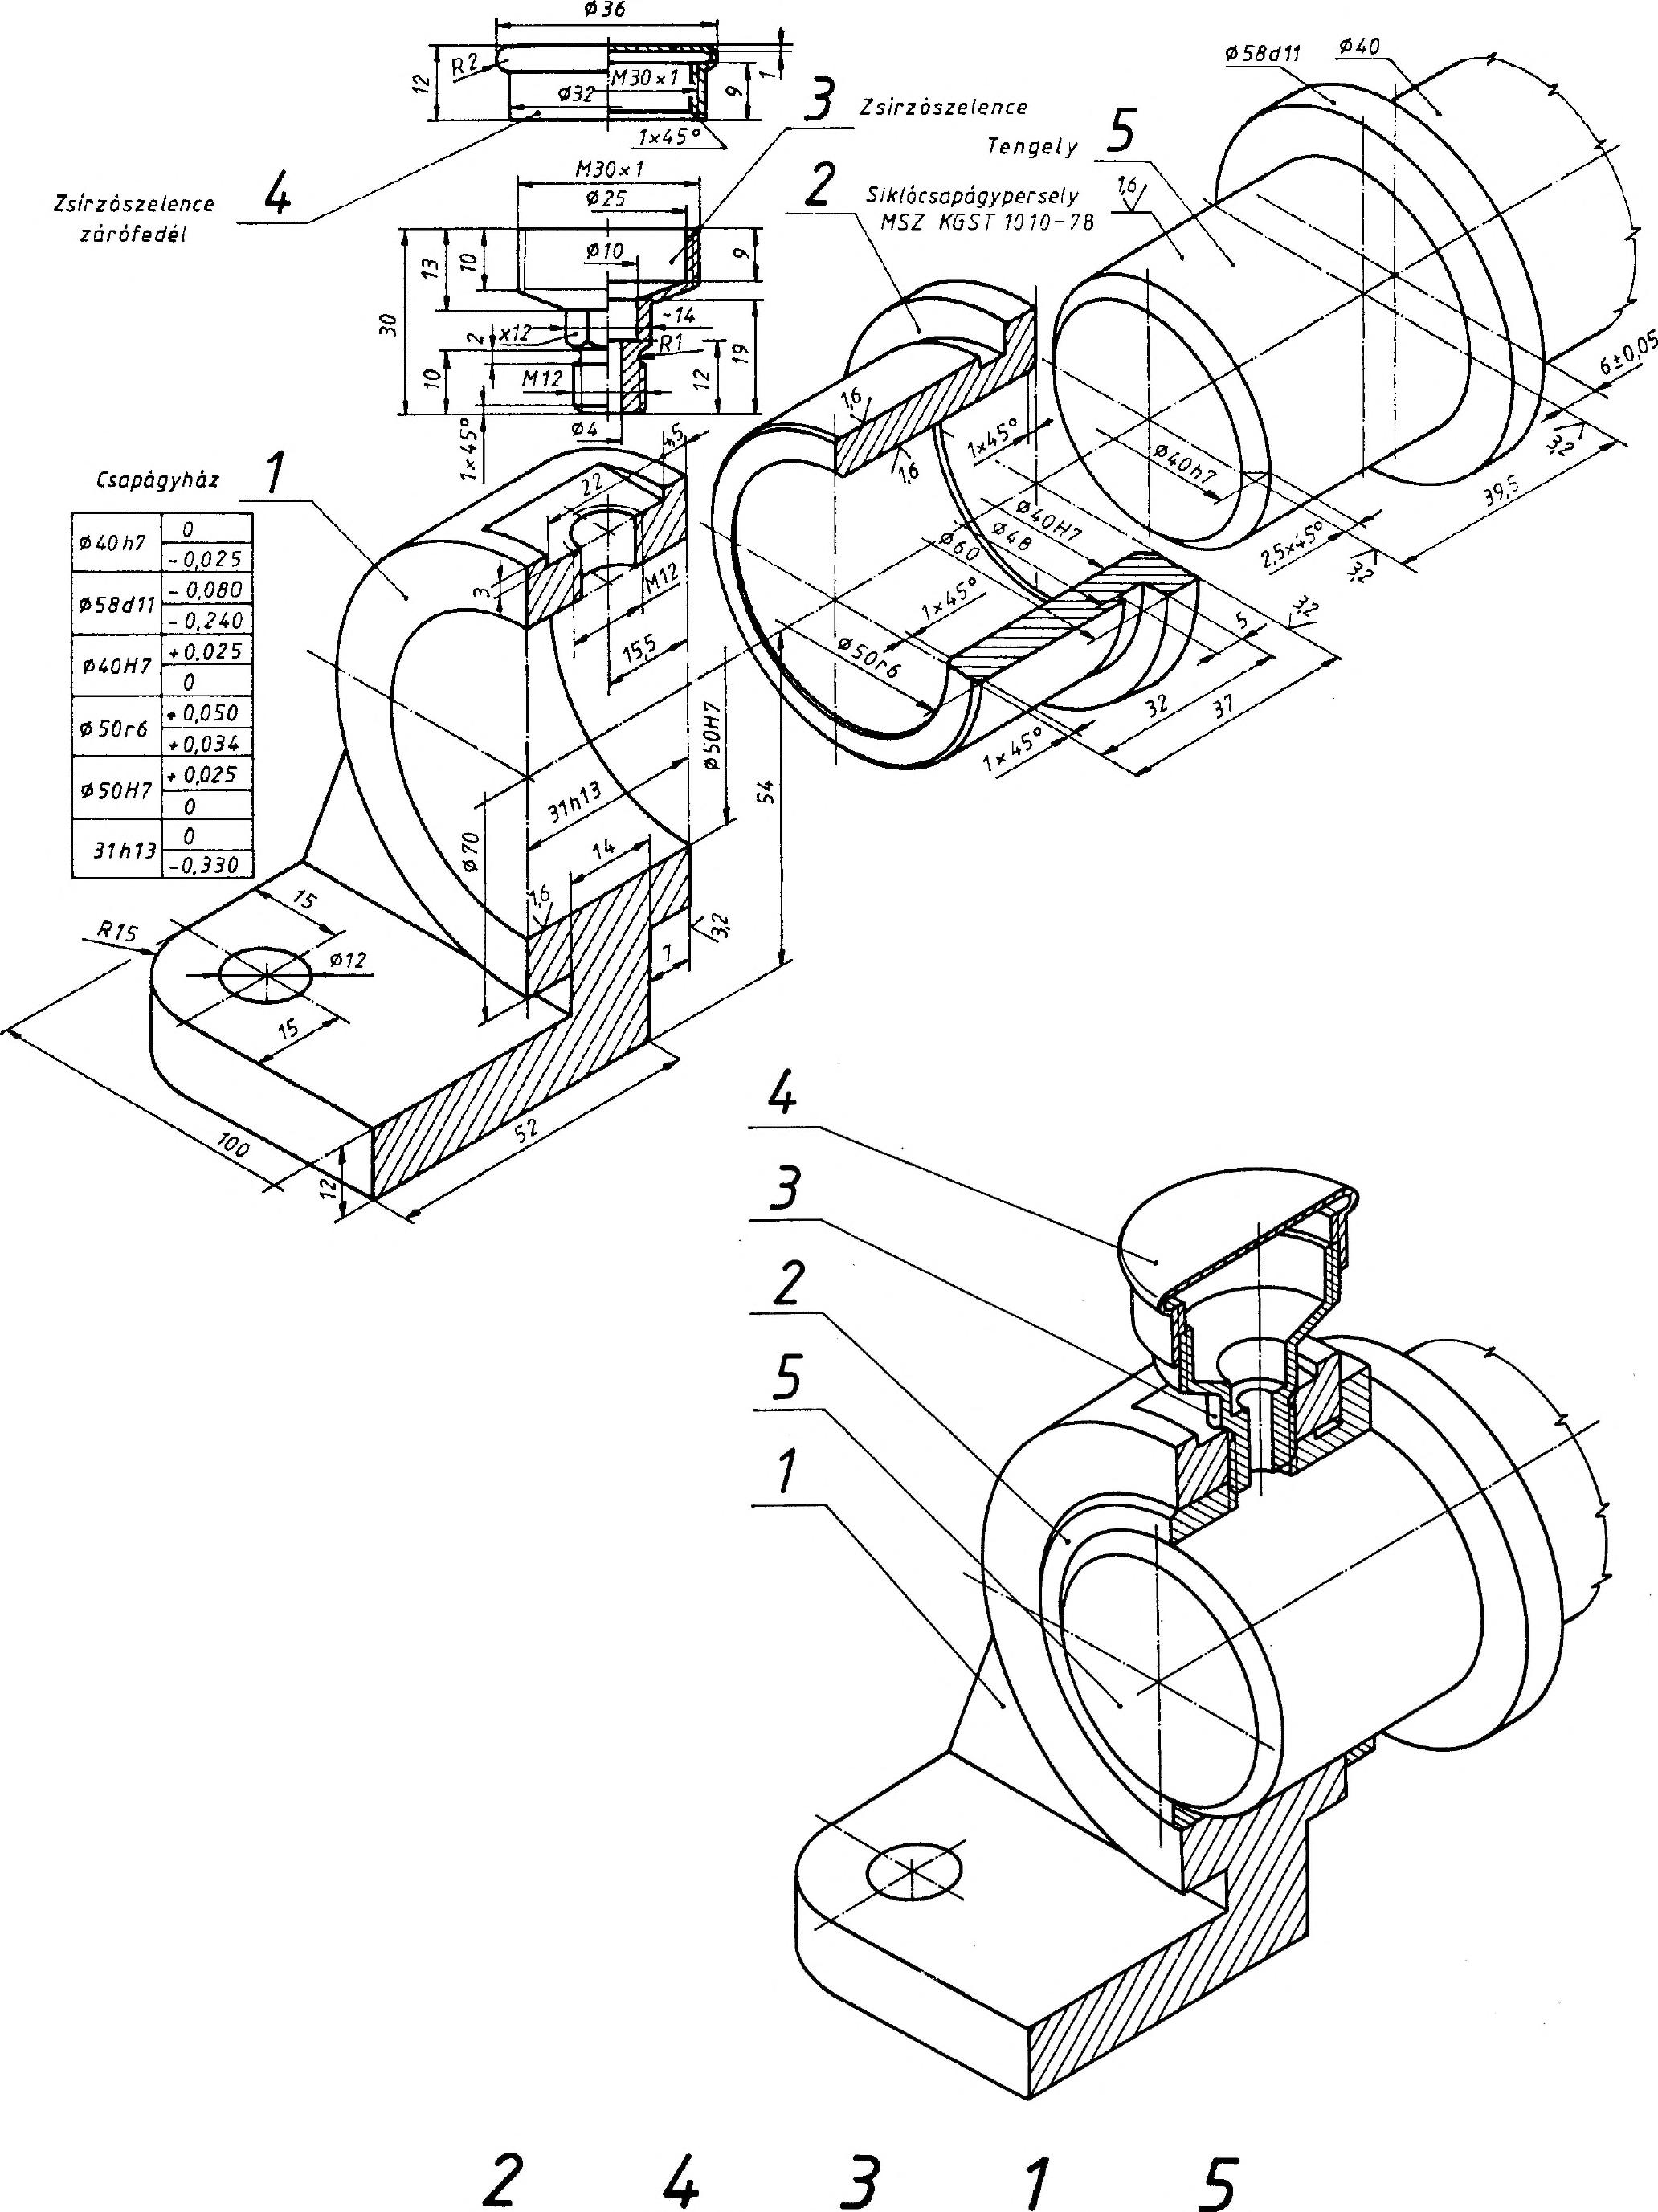 Ø36
12
R2
M30×1
Ø32
9
1
1×45°
3 Zsírzószelence
4 Zsírzószelence
zárófedél
M30×1
Ø25
Ø10
30
13
10
9
2
x12
~14
R1
10
M12
12
19
1×45°
Ø4
Tengely 5
2 Siklócsapágypersely
MSZ KGST 1010-78
1,6
Ø58d11
Ø40
6±0,05
3,2
39,5
Ø40h7
2,5×45°
3,2
1,6
1,6
1×45°
Ø40H7
Ø48
Ø60
1×45°
Ø50r6
5
3,2
32
37
1×45°
Csapágyház 1
Ø40h7 0
-0,025
Ø58d11 -0,080
-0,240
Ø40H7 +0,025
0
Ø50r6 +0,050
+0,034
Ø50H7 +0,025
0
31h13 0
-0,330
4,5
22
3
M12
15,5
Ø50H7
31h13
54
Ø70
14
1,6
3,2
7
15
R15
Ø12
15
100
52
12
4
3
2
5
1
2 4 3 1 5